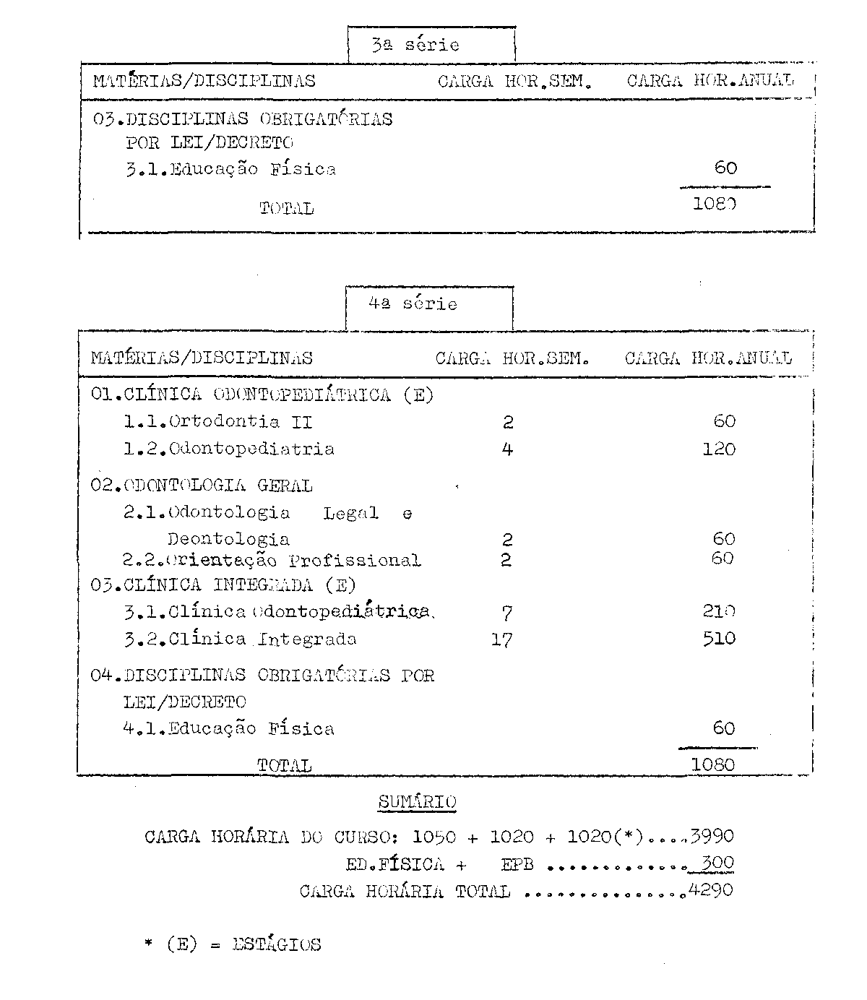 3ª série
MATÉRIAS/DISCIPLINAS CARGA HOR.SEM. CARGA HOR.ANUAL
03.DISCIPLINAS OBRIGATÓRIAS
POR LEI/DECRETO
3.1.Educação Física 60
TOTAL 1080
4ª série
MATÉRIAS/DISCIPLINAS CARGA HOR.SEM. CARGA HOR.ANUAL
01.CLÍNICA ODONTOPEDIÁTRICA (E)
1.1.Ortodontia II 2 60
1.2.Odontopediatria 4 120
02.ODONTOLOGIA GERAL
2.1.Odontologia Legal e
Deontologia 2 60
2.2.Orientação Profissional 2 60
03.CLÍNICA INTEGRADA (E)
3.1.Clínica Odontopediátrica. 7 210
3.2.Clínica Integrada 17 510
04.DISCIPLINAS OBRIGATÓRIAS POR
LEI/DECRETO
4.1.Educação Física 60
TOTAL 1080
SUMÁRIO
CARGA HORÁRIA DO CURSO: 1050 + 1020 + 1020(*)....3990
ED.FÍSICA + EPB ............. 300
CARGA HORÁRIA TOTAL ...............4290
* (E) = ESTÁGIOS